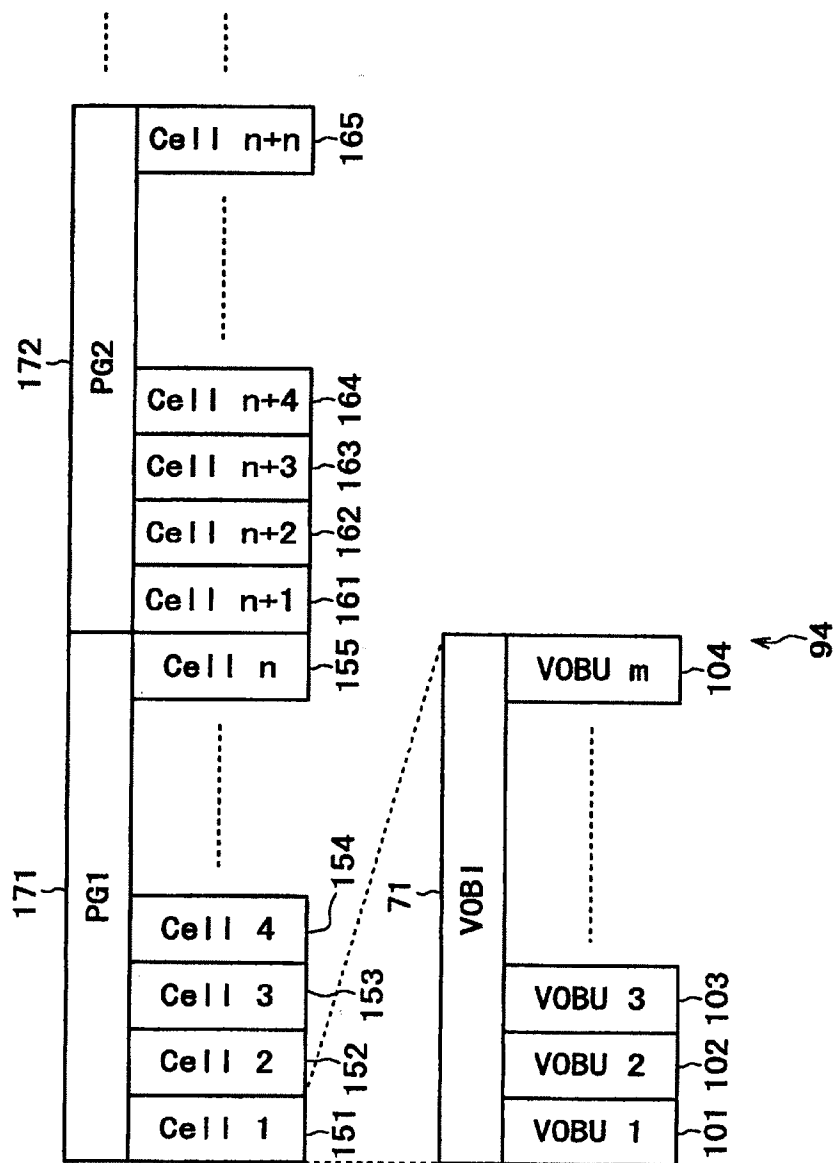 171
172
PG1
PG2
Cell 1
Cell 2
Cell 3
Cell 4
Cell n
Cell n+1
Cell n+2
Cell n+3
Cell n+4
Cell n+n
151
152
153
154
155
161
162
163
164
165
71
VOBI
VOBU 1
VOBU 2
VOBU 3
VOBU m
101
102
103
104
94